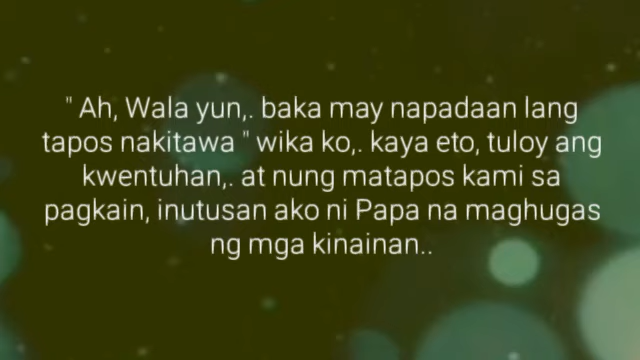 " Ah, Wala yun,. baka may napadaan lang
tapos nakitawa " wika ko,. kaya eto, tuloy ang
kwentuhan,. at nung matapos kami sa
pagkain, inutusan ako ni Papa na maghugas
ng mga kinainan..